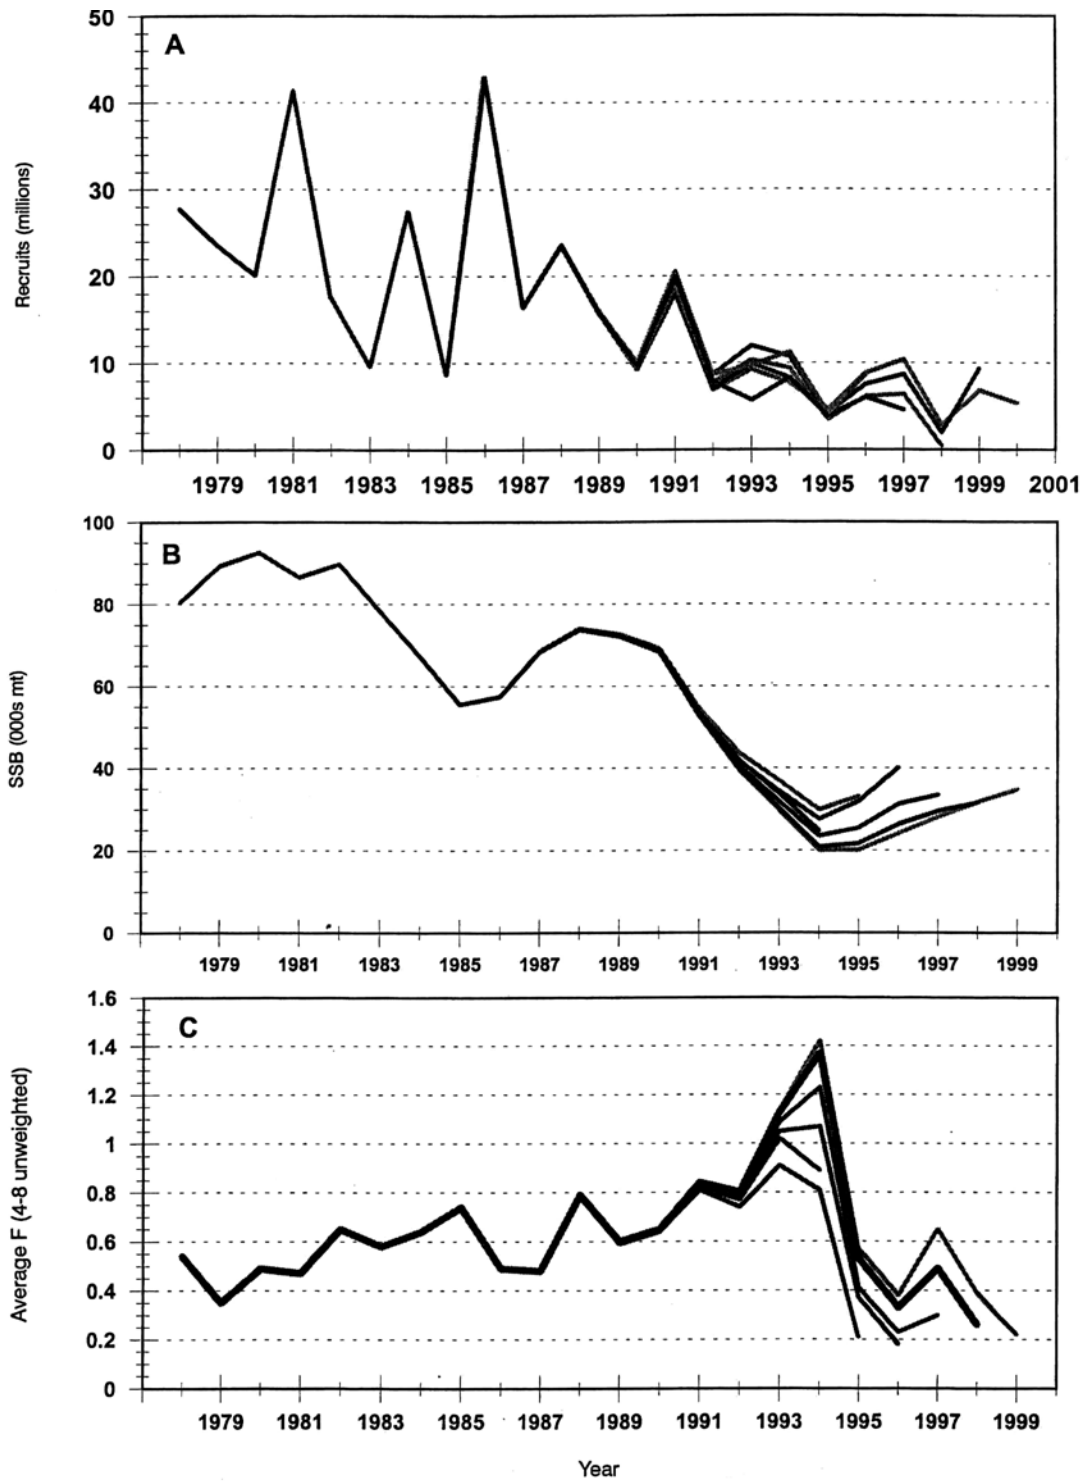 50
A
40
Recruits (millions)
30
20
10
0
1979 1981 1983 1985 1987 1989 1991 1993 1995 1997 1999 2001
100
B
80
SSB (000s mt)
60
40
20
0
1979 1981 1983 1985 1987 1989 1991 1993 1995 1997 1999
1.6
C
1.4
1.2
Average F (4-8 unweighted)
1
0.8
0.6
0.4
0.2
0
1979 1981 1983 1985 1987 1989 1991 1993 1995 1997 1999
Year